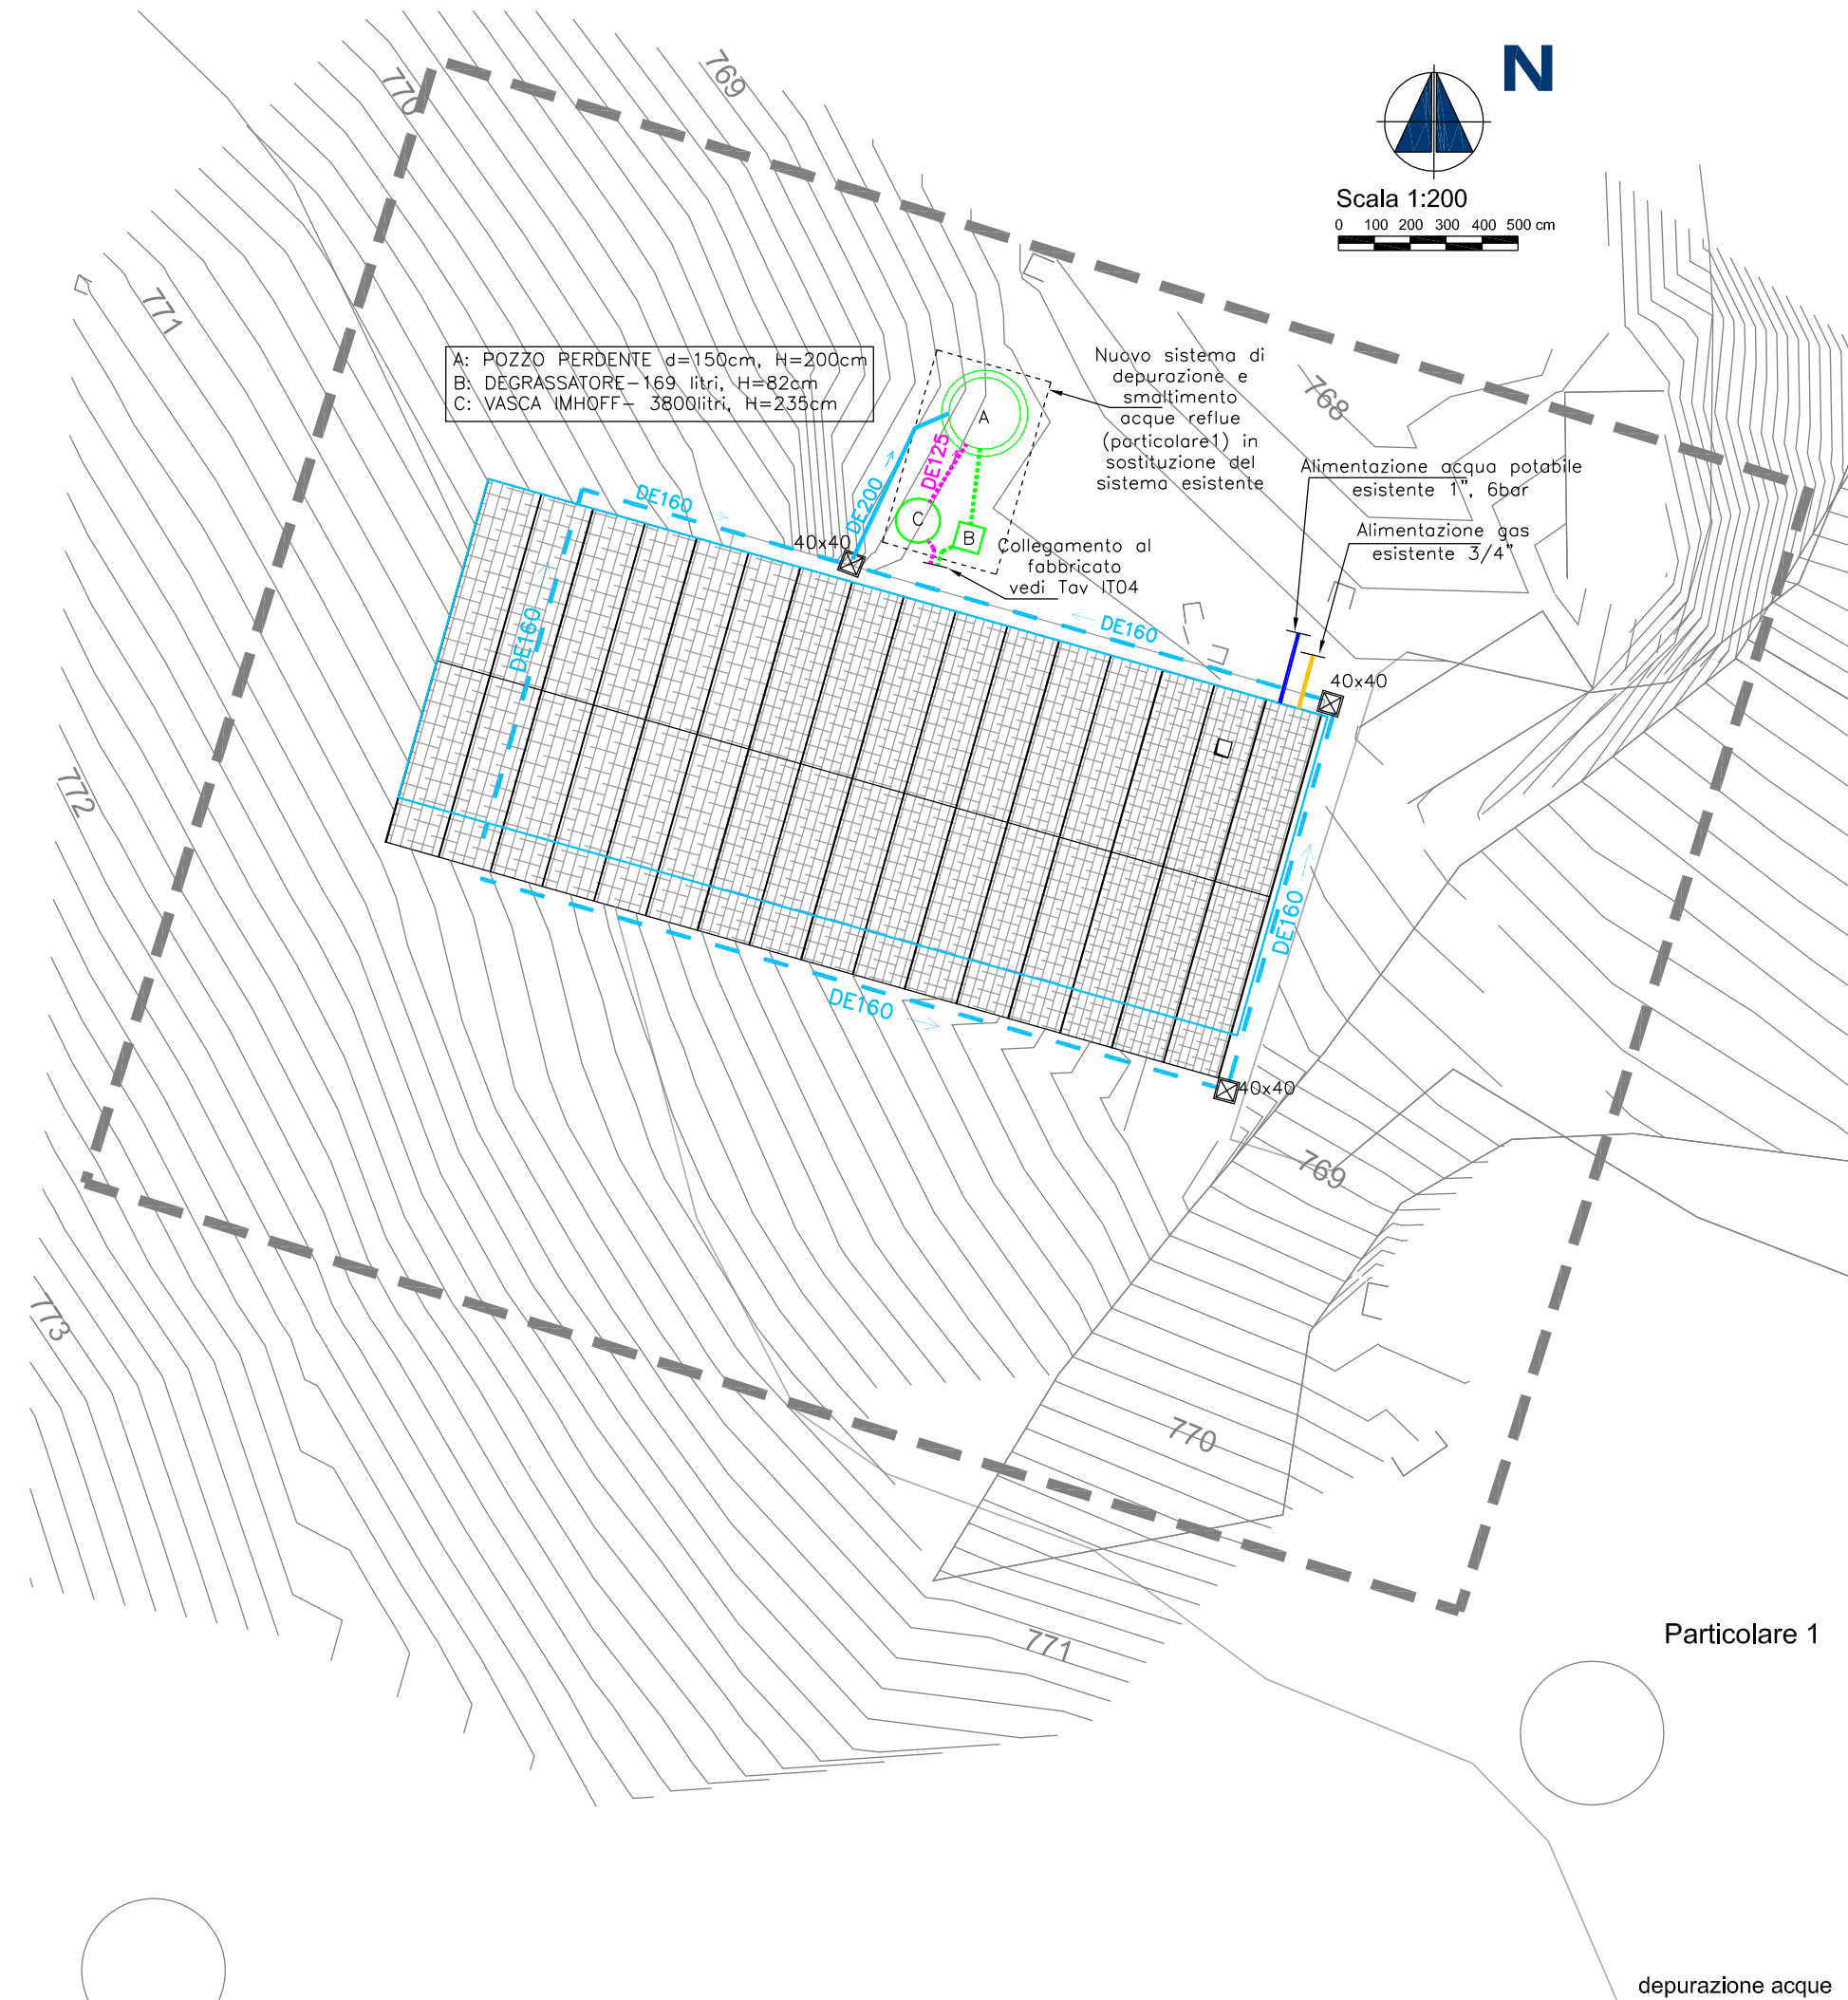 N
Scala 1:200
0 100 200 300 400 500 cm
769
770
771
A: POZZO PERDENTE d=150cm, H=200cm
B: DEGRASSATORE-169 litri, H=82cm
C: VASCA IMHOFF- 3800litri, H=235cm
Nuovo sistema di
depurazione e
smaltimento
acque reflue
(particolare1) in
sostituzione del
sistema esistente
768
A
DE125
Alimentazione acqua potabile
esistente 1", 6bar
DE160
DE200
C
B
Alimentazione gas
esistente 3/4"
40x40
Collegamento al
fabbricato
vedi Tav IT04
DE160
DE160
40x40
772
DE160
DE160
40x40
769
773
770
771
Particolare 1
depurazione acque